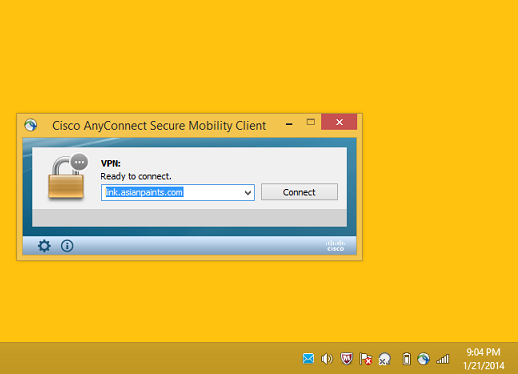 Cisco AnyConnect Secure Mobility Client
VPN:
Ready to connect.
link.asianpaints.com
Connect
CISCO
9:04 PM
1/21/2014